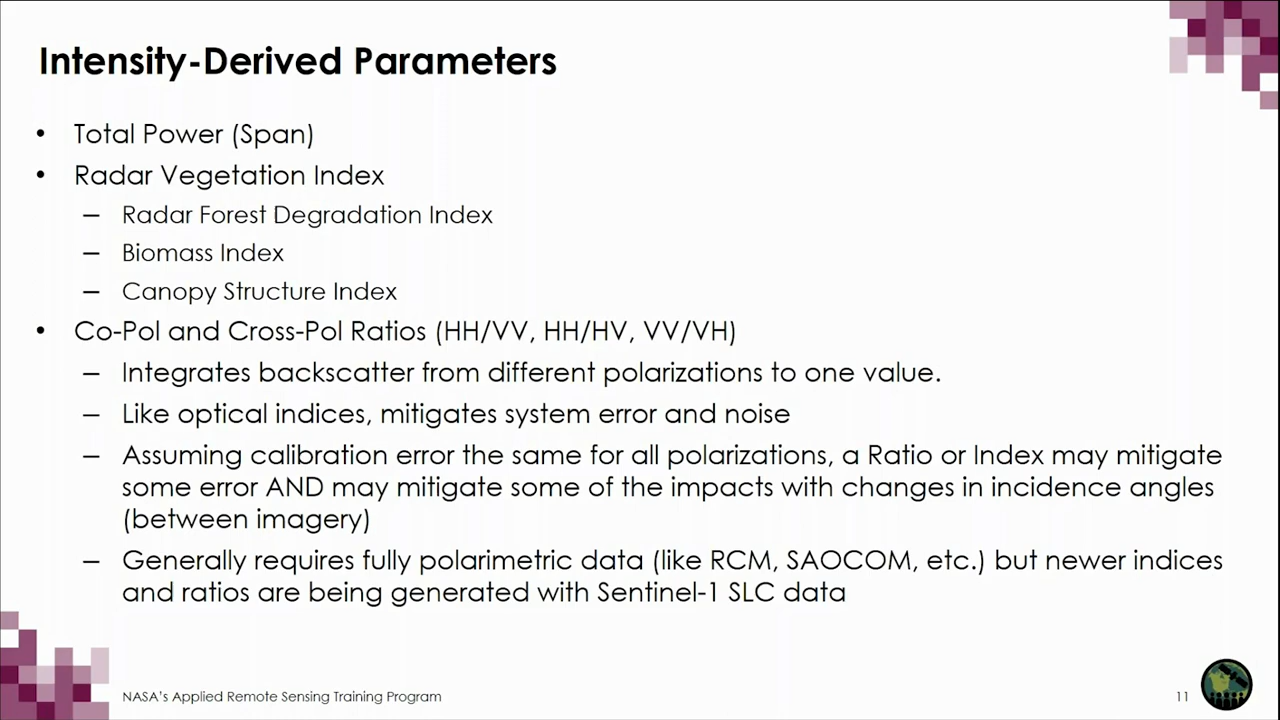 Intensity-Derived Parameters
• Total Power (Span)
• Radar Vegetation Index
– Radar Forest Degradation Index
– Biomass Index
– Canopy Structure Index
• Co-Pol and Cross-Pol Ratios (HH/VV, HH/HV, VV/VH)
– Integrates backscatter from different polarizations to one value.
– Like optical indices, mitigates system error and noise
– Assuming calibration error the same for all polarizations, a Ratio or Index may mitigate
some error AND may mitigate some of the impacts with changes in incidence angles
(between imagery)
– Generally requires fully polarimetric data (like RCM, SAOCOM, etc.) but newer indices
and ratios are being generated with Sentinel-1 SLC data
NASA's Applied Remote Sensing Training Program
11